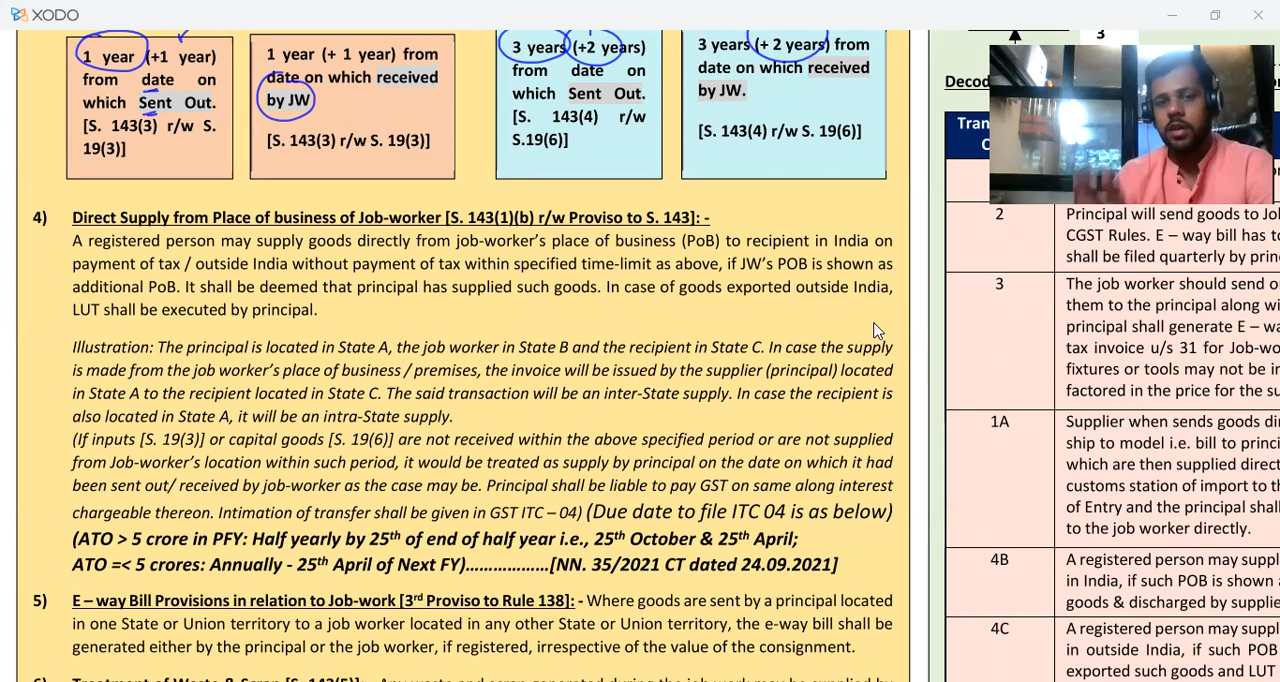 XODO
1 year (+1 year)
from date on
which Sent Out.
[S. 143(3) r/w S.
19(3)]
1 year (+ 1 year) from
date on which received
by JW
[S. 143(3) r/w S. 19(3)]
3 years (+2 years)
from date on
which Sent Out.
[S. 143(4) r/w
S.19(6)]
3 years (+ 2 years) from
date on which received
by JW.
[S. 143(4) r/w S. 19(6)]
4) Direct Supply from Place of business of Job-worker [S. 143(1)(b) r/w Proviso to S. 143]: -
A registered person may supply goods directly from job-worker's place of business (PoB) to recipient in India on
payment of tax / outside India without payment of tax within specified time-limit as above, if JW's POB is shown as
additional PoB. It shall be deemed that principal has supplied such goods. In case of goods exported outside India,
LUT shall be executed by principal.
Illustration: The principal is located in State A, the job worker in State B and the recipient in State C. In case the supply
is made from the job worker's place of business / premises, the invoice will be issued by the supplier (principal) located
in State A to the recipient located in State C. The said transaction will be an inter-State supply. In case the recipient is
also located in State A, it will be an intra-State supply.
(If inputs [S. 19(3)] or capital goods [S. 19(6)] are not received within the above specified period or are not supplied
from Job-worker's location within such period, it would be treated as supply by principal on the date on which it had
been sent out/ received by job-worker as the case may be. Principal shall be liable to pay GST on same along interest
chargeable thereon. Intimation of transfer shall be given in GST ITC – 04) (Due date to file ITC 04 is as below)
(ATO > 5 crore in PFY: Half yearly by 25th of end of half year i.e., 25th October & 25th April;
ATO =< 5 crores: Annually - 25th April of Next FY)..................[NN. 35/2021 CT dated 24.09.2021]
5) E – way Bill Provisions in relation to Job-work [3rd Proviso to Rule 138]: - Where goods are sent by a principal located
in one State or Union territory to a job worker located in any other State or Union territory, the e-way bill shall be
generated either by the principal or the job worker, if registered, irrespective of the value of the consignment.
3
Decod
Tran
2
Principal will send goods to Jo
CGST Rules. E – way bill has t
shall be filed quarterly by prin
3
The job worker should send o
them to the principal along wi
principal shall generate E – wa
tax invoice u/s 31 for Job-wo
fixtures or tools may not be in
factored in the price for the su
1A
Supplier when sends goods di
ship to model i.e. bill to princi
which are then supplied direct
customs station of import to th
of Entry and the principal shal
to the job worker directly.
4B
A registered person may suppl
in India, if such POB is shown a
goods & discharged by supplie
4C
A registered person may suppl
in outside India, if such POB
exported such goods and LUT